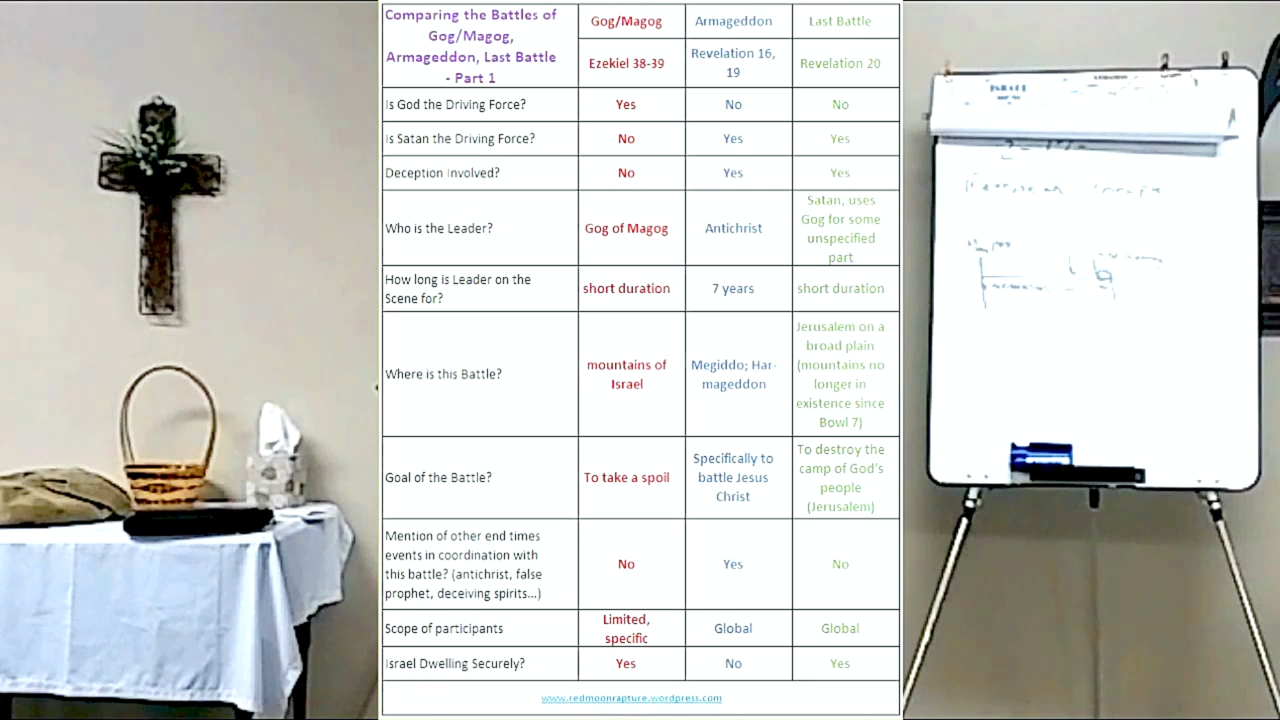 Comparing the Battles of
Gog/Magog,
Armageddon, Last Battle
- Part 1
Gog/Magog
Armageddon
Last Battle
Ezekiel 38-39
Revelation 16,
19
Revelation 20
Is God the Driving Force?
Yes
No
No
Is Satan the Driving Force?
No
Yes
Yes
Deception Involved?
No
Yes
Yes
Who is the Leader?
Gog of Magog
Antichrist
Satan, uses
Gog for some
unspecified
part
How long is Leader on the
Scene for?
short duration
7 years
short duration
Where is this Battle?
mountains of
Israel
Megiddo; Har-
mageddon
Jerusalem on a
broad plain
(mountains no
longer in
existence since
Bowl 7)
Goal of the Battle?
To take a spoil
Specifically to
battle Jesus
Christ
To destroy the
camp of God's
people
(Jerusalem)
Mention of other end times
events in coordination with
this battle? (antichrist, false
prophet, deceiving spirits...)
No
Yes
No
Scope of participants
Limited,
specific
Global
Global
Israel Dwelling Securely?
Yes
No
Yes
www.redmoonrapture.wordpress.com
ISRAEL